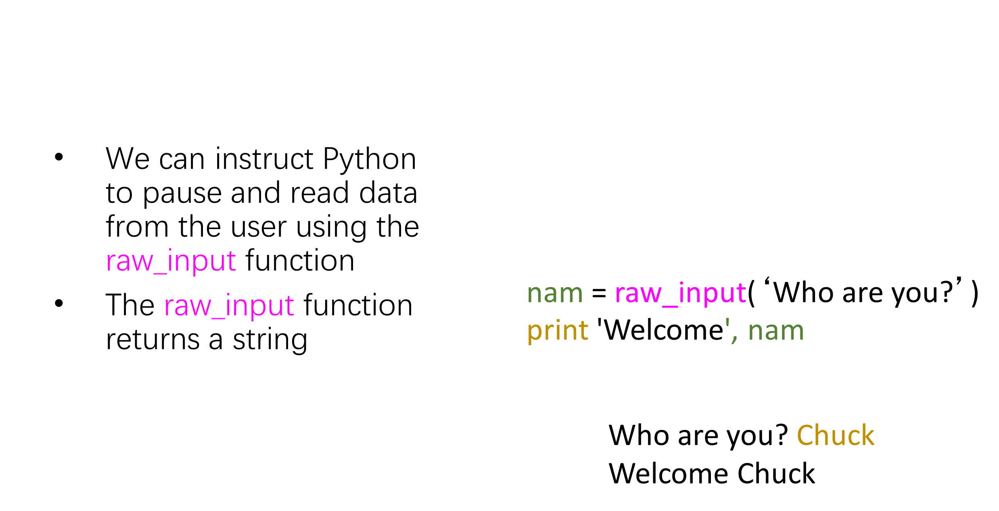 • We can instruct Python
to pause and read data
from the user using the
raw_input function
• The raw_input function
returns a string
nam = raw_input( ‘Who are you?’ )
print 'Welcome', nam
Who are you? Chuck
Welcome Chuck